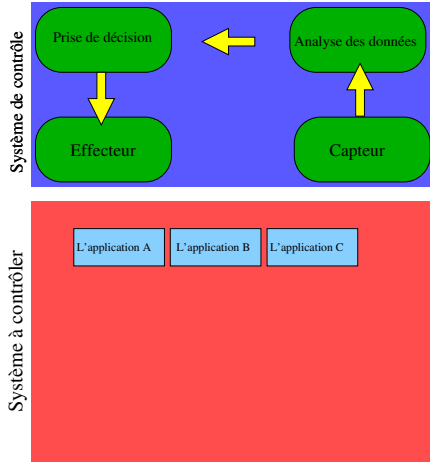 Système de contrôle
Prise de décision
Analyse des données
Effecteur
Capteur
Système à contrôler
L'application A
L'application B
L'application C